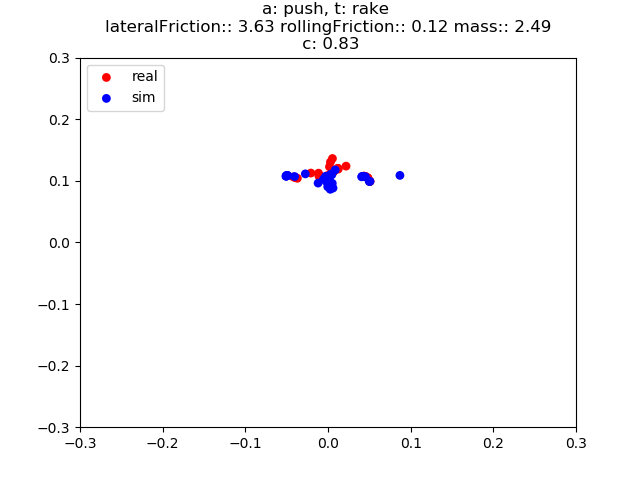 a: push, t: rake
lateralFriction:: 3.63 rollingFriction:: 0.12 mass:: 2.49
c: 0.83
real
sim
0.3
0.2
0.1
0.0
−0.1
−0.2
−0.3
−0.3
−0.2
−0.1
0.0
0.1
0.2
0.3